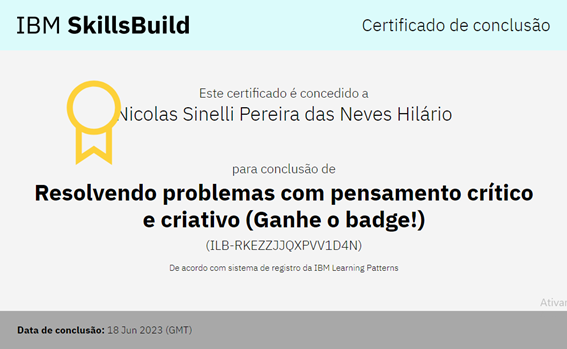 IBM SkillsBuild
Certificado de conclusão
Este certificado é concedido a
Nicolas Sinelli Pereira das Neves Hilário
para conclusão de
Resolvendo problemas com pensamento crítico
e criativo (Ganhe o badge!)
(ILB-RKEZZJJQXPVV1D4N)
De acordo com sistema de registro da IBM Learning Patterns
Ativar
Data de conclusão: 18 Jun 2023 (GMT)